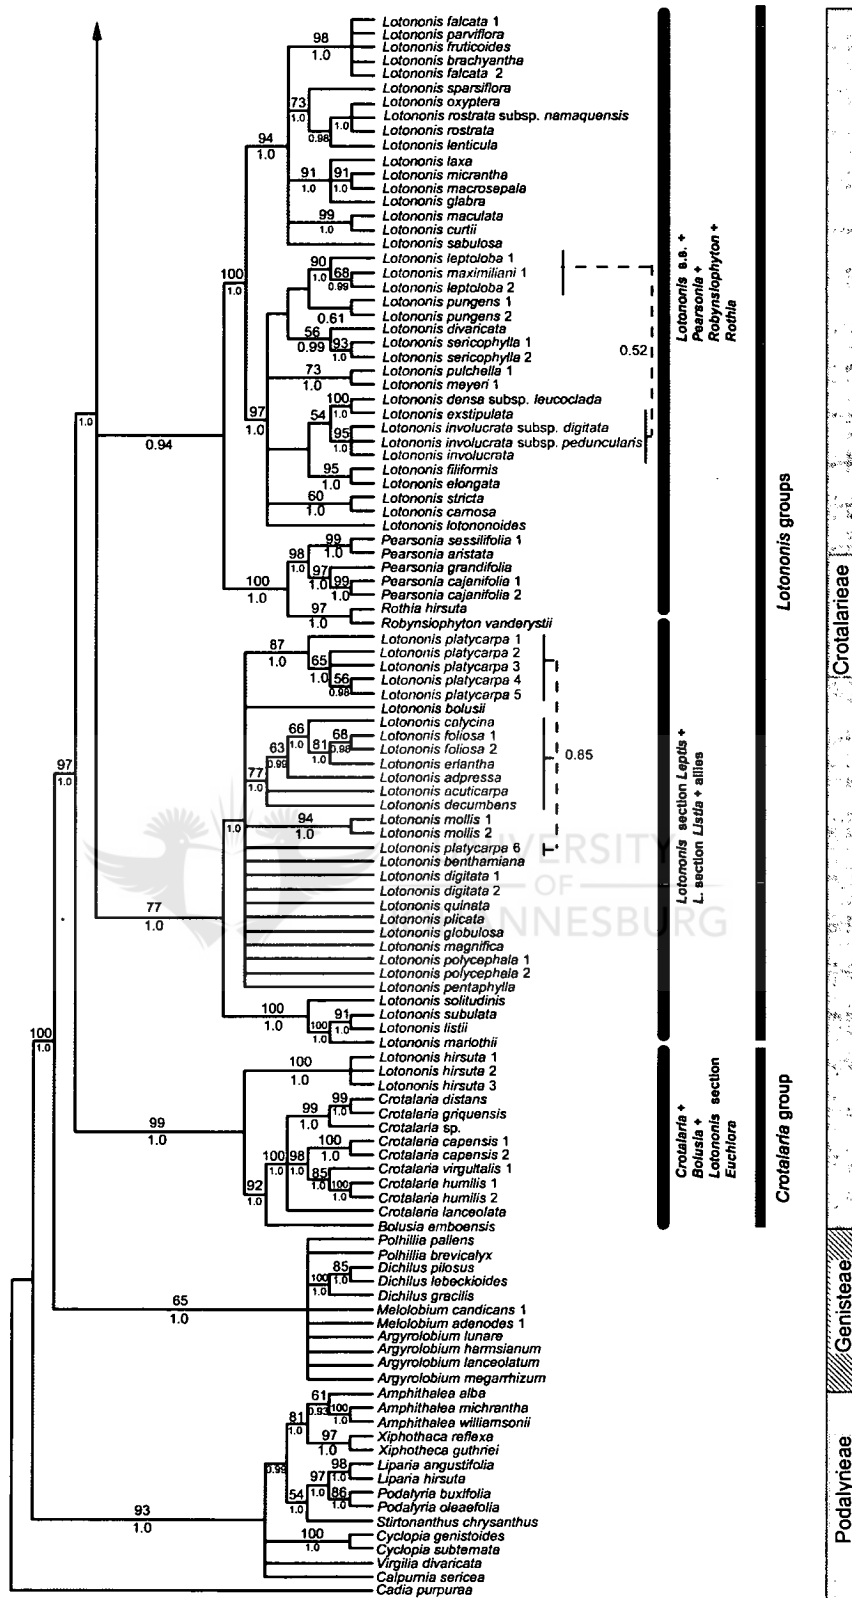 Lotononis falcata 1
Lotononis parviflora
98
Lotononis fruticoides
1.0
Lotononis brachyantha
Lotononis falcata 2
Lotononis sparsiflora
73
1.0
Lotononis oxyptera
Lotononis rostrata subsp. namaquensis
1.0
Lotononis rostrata
0.98
Lotononis lenticula
94
1.0
Lotononis laxa
91
1.0
91
1.0
Lotononis micrantha
Lotononis macrosepala
Lotononis glabra
99
1.0
Lotononis maculata
Lotononis curtii
Lotononis sabulosa
Lotononis leptoloba 1
90
1.0
68
0.99
Lotononis maximiliani 1
Lotononis leptoloba 2
100
1.0
Lotononis pungens 1
0.61
Lotononis pungens 2
Lotononis divaricata
56
0.99
93
1.0
Lotononis sericophylla 1
Lotononis sericophylla 2
0.52
73
1.0
Lotononis pulchella 1
Lotononis meyeri 1
100
1.0
Lotononis densa subsp. leucoclada
Lotononis exstipulata
97
1.0
54
Lotononis involucrata subsp. digitata
95
1.0
Lotononis involucrata subsp. peduncularis
Lotononis involucrata
95
1.0
Lotononis filiformis
Lotononis elongata
60
1.0
Lotononis stricta
Lotononis carnosa
Lotononis lotononoides
1.0
0.94
99
1.0
Pearsonia sessilifolia 1
Pearsonia aristata
98
1.0
Pearsonia grandifolia
97
1.0
99
1.0
Pearsonia cajanifolia 1
Pearsonia cajanifolia 2
100
1.0
97
1.0
Rothia hirsuta
Robynsiophyton vanderystii
Lotononis s.s. +
Pearsonia +
Robynsiophyton +
Rothia
87
1.0
Lotononis platycarpa 1
Lotononis platycarpa 2
65
1.0
Lotononis platycarpa 3
56
0.98
Lotononis platycarpa 4
Lotononis platycarpa 5
Lotononis bolusii
Lotononis calycina
66
1.0
68
0.98
Lotononis foliosa 1
Lotononis foliosa 2
63
0.99
81
1.0
Lotononis eriantha
0.85
Lotononis adpressa
77
1.0
Lotononis acuticarpa
Lotononis decumbens
94
1.0
Lotononis mollis 1
Lotononis mollis 2
1.0
Lotononis platycarpa 6
Lotononis benthamiana
Lotononis digitata 1
Lotononis digitata 2
Lotononis quinata
Lotononis plicata
Lotononis globulosa
Lotononis magnifica
Lotononis polycephala 1
Lotononis polycephala 2
Lotononis pentaphylla
77
1.0
Lotononis solitudinis
100
1.0
91
1.0
Lotononis subulata
100
1.0
Lotononis listii
Lotononis marlothii
Lotononis section Leptis +
L. section Listia + allies
Lotononis groups
97
1.0
100
1.0
Lotononis hirsuta 1
Lotononis hirsuta 2
Lotononis hirsuta 3
100
1.0
99
1.0
99
1.0
99
1.0
Crotalaria distans
Crotalaria griquensis
Crotalaria sp.
100
1.0
98
1.0
100
1.0
Crotalaria capensis 1
Crotalaria capensis 2
85
1.0
Crotalaria virgultalis 1
100
1.0
Crotalaria humilis 1
Crotalaria humilis 2
92
1.0
Crotalaria lanceolata
Bolusia amboensis
Crotalaria +
Bolusia +
Lotononis section
Euchlora
Crotalaria group
Crotalarieae
Polhillia pallens
Polhillia brevicalyx
85
1.0
Dichilus pilosus
100
1.0
Dichilus lebeckioides
Dichilus gracilis
65
1.0
Melolobium candicans 1
Melolobium adenodes 1
Argyrolobium lunare
Argyrolobium harmsianum
Argyrolobium lanceolatum
Argyrolobium megarrhizum
Genisteae
Amphithalea alba
61
0.93
100
1.0
Amphithalea michrantha
Amphithalea williamsonii
81
1.0
97
1.0
Xiphothaca reflexa
Xiphotheca guthriei
0.99
98
1.0
Liparia angustifolia
Liparia hirsuta
97
1.0
86
1.0
Podalyria buxifolia
Podalyria oleaefolia
54
1.0
Stirtonanthus chrysanthus
93
1.0
100
1.0
Cyclopia genistoides
Cyclopia subternata
Virgilia divaricata
Calpurnia sericea
Cadia purpuraa
Podalyrieae
UNIVERSITY
OF
JOHANNESBURG